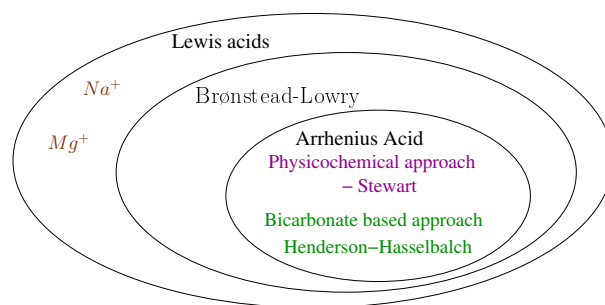 Lewis acids
Na⁺
Brønstead-Lowry
Mg⁺
Arrhenius Acid
Physicochemical approach
– Stewart
Bicarbonate based approach
Henderson–Hasselbalch